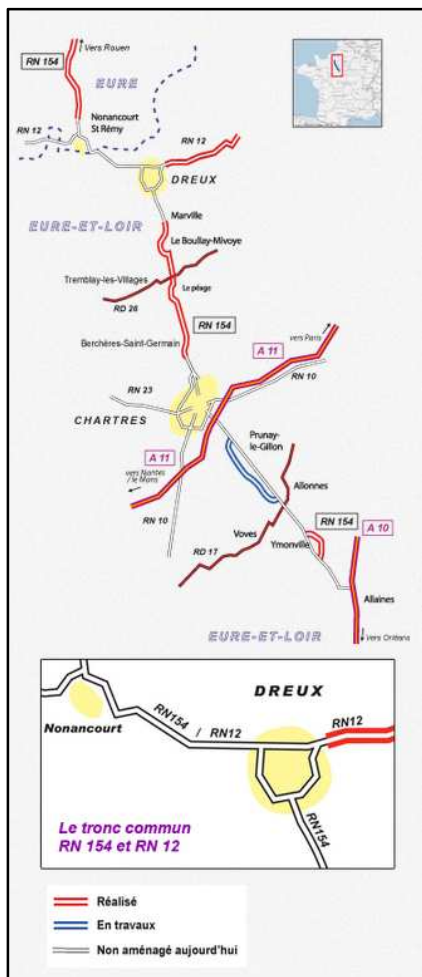 Vers Rouen
RN 154
EURE
RN 12
Nonancourt
St Rémy
RN 12
DREUX
Marville
EURE-ET-LOIR
Le Boullay-Mivoye
Tremblay-les-Villages
Le péage
RD 26
RN 154
Berchères-Saint-Germain
vers Paris
A 11
RN 10
RN 23
CHARTRES
Prunay-
le-Gillon
A 11
vers Nantes
/ le Mans
Allonnes
RN 10
RN 154
A 10
Voves
Ymonville
RD 17
Allaines
EURE-ET-LOIR
Vers Orléans
DREUX
Nonancourt
RN154 / RN12
RN12
RN154
Le tronc commun
RN 154 et RN 12
Réalisé
En travaux
Non aménagé aujourd'hui